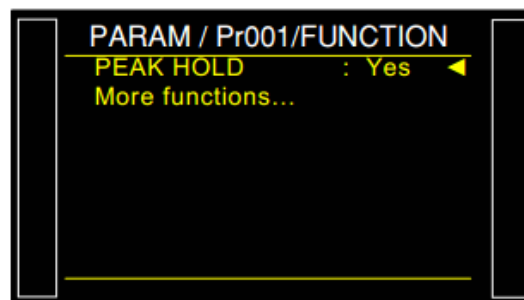 PARAM / Pr001/FUNCTION
PEAK HOLD : Yes ◄
More functions...